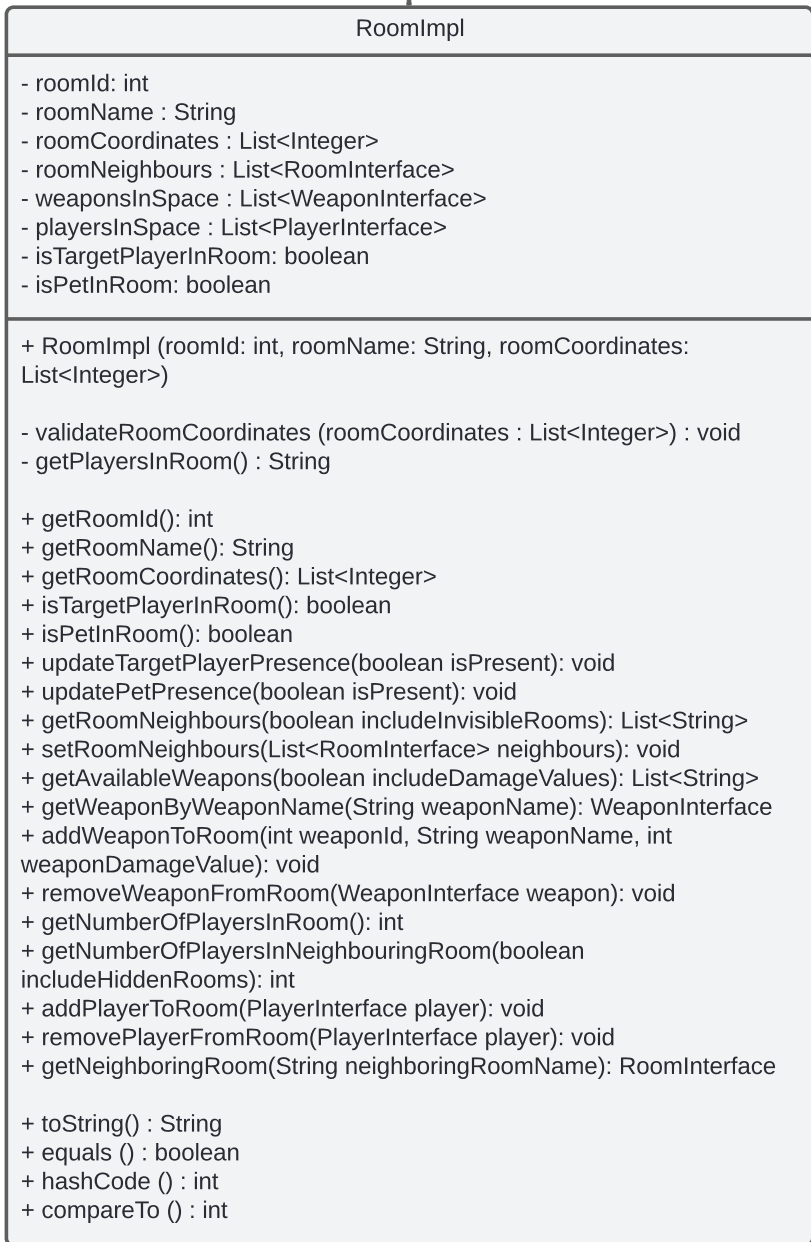 RoomImpl
- roomId: int
- roomName : String
- roomCoordinates : List<Integer>
- roomNeighbours : List<RoomInterface>
- weaponsInSpace : List<WeaponInterface>
- playersInSpace : List<PlayerInterface>
- isTargetPlayerInRoom: boolean
- isPetInRoom: boolean
+ RoomImpl (roomId: int, roomName: String, roomCoordinates:
List<Integer>)
- validateRoomCoordinates (roomCoordinates : List<Integer>) : void
- getPlayersInRoom() : String
+ getRoomId(): int
+ getRoomName(): String
+ getRoomCoordinates(): List<Integer>
+ isTargetPlayerInRoom(): boolean
+ isPetInRoom(): boolean
+ updateTargetPlayerPresence(boolean isPresent): void
+ updatePetPresence(boolean isPresent): void
+ getRoomNeighbours(boolean includeInvisibleRooms): List<String>
+ setRoomNeighbours(List<RoomInterface> neighbours): void
+ getAvailableWeapons(boolean includeDamageValues): List<String>
+ getWeaponByWeaponName(String weaponName): WeaponInterface
+ addWeaponToRoom(int weaponId, String weaponName, int
weaponDamageValue): void
+ removeWeaponFromRoom(WeaponInterface weapon): void
+ getNumberOfPlayersInRoom(): int
+ getNumberOfPlayersInNeighbouringRoom(boolean
includeHiddenRooms): int
+ addPlayerToRoom(PlayerInterface player): void
+ removePlayerFromRoom(PlayerInterface player): void
+ getNeighboringRoom(String neighboringRoomName): RoomInterface
+ toString() : String
+ equals () : boolean
+ hashCode () : int
+ compareTo () : int